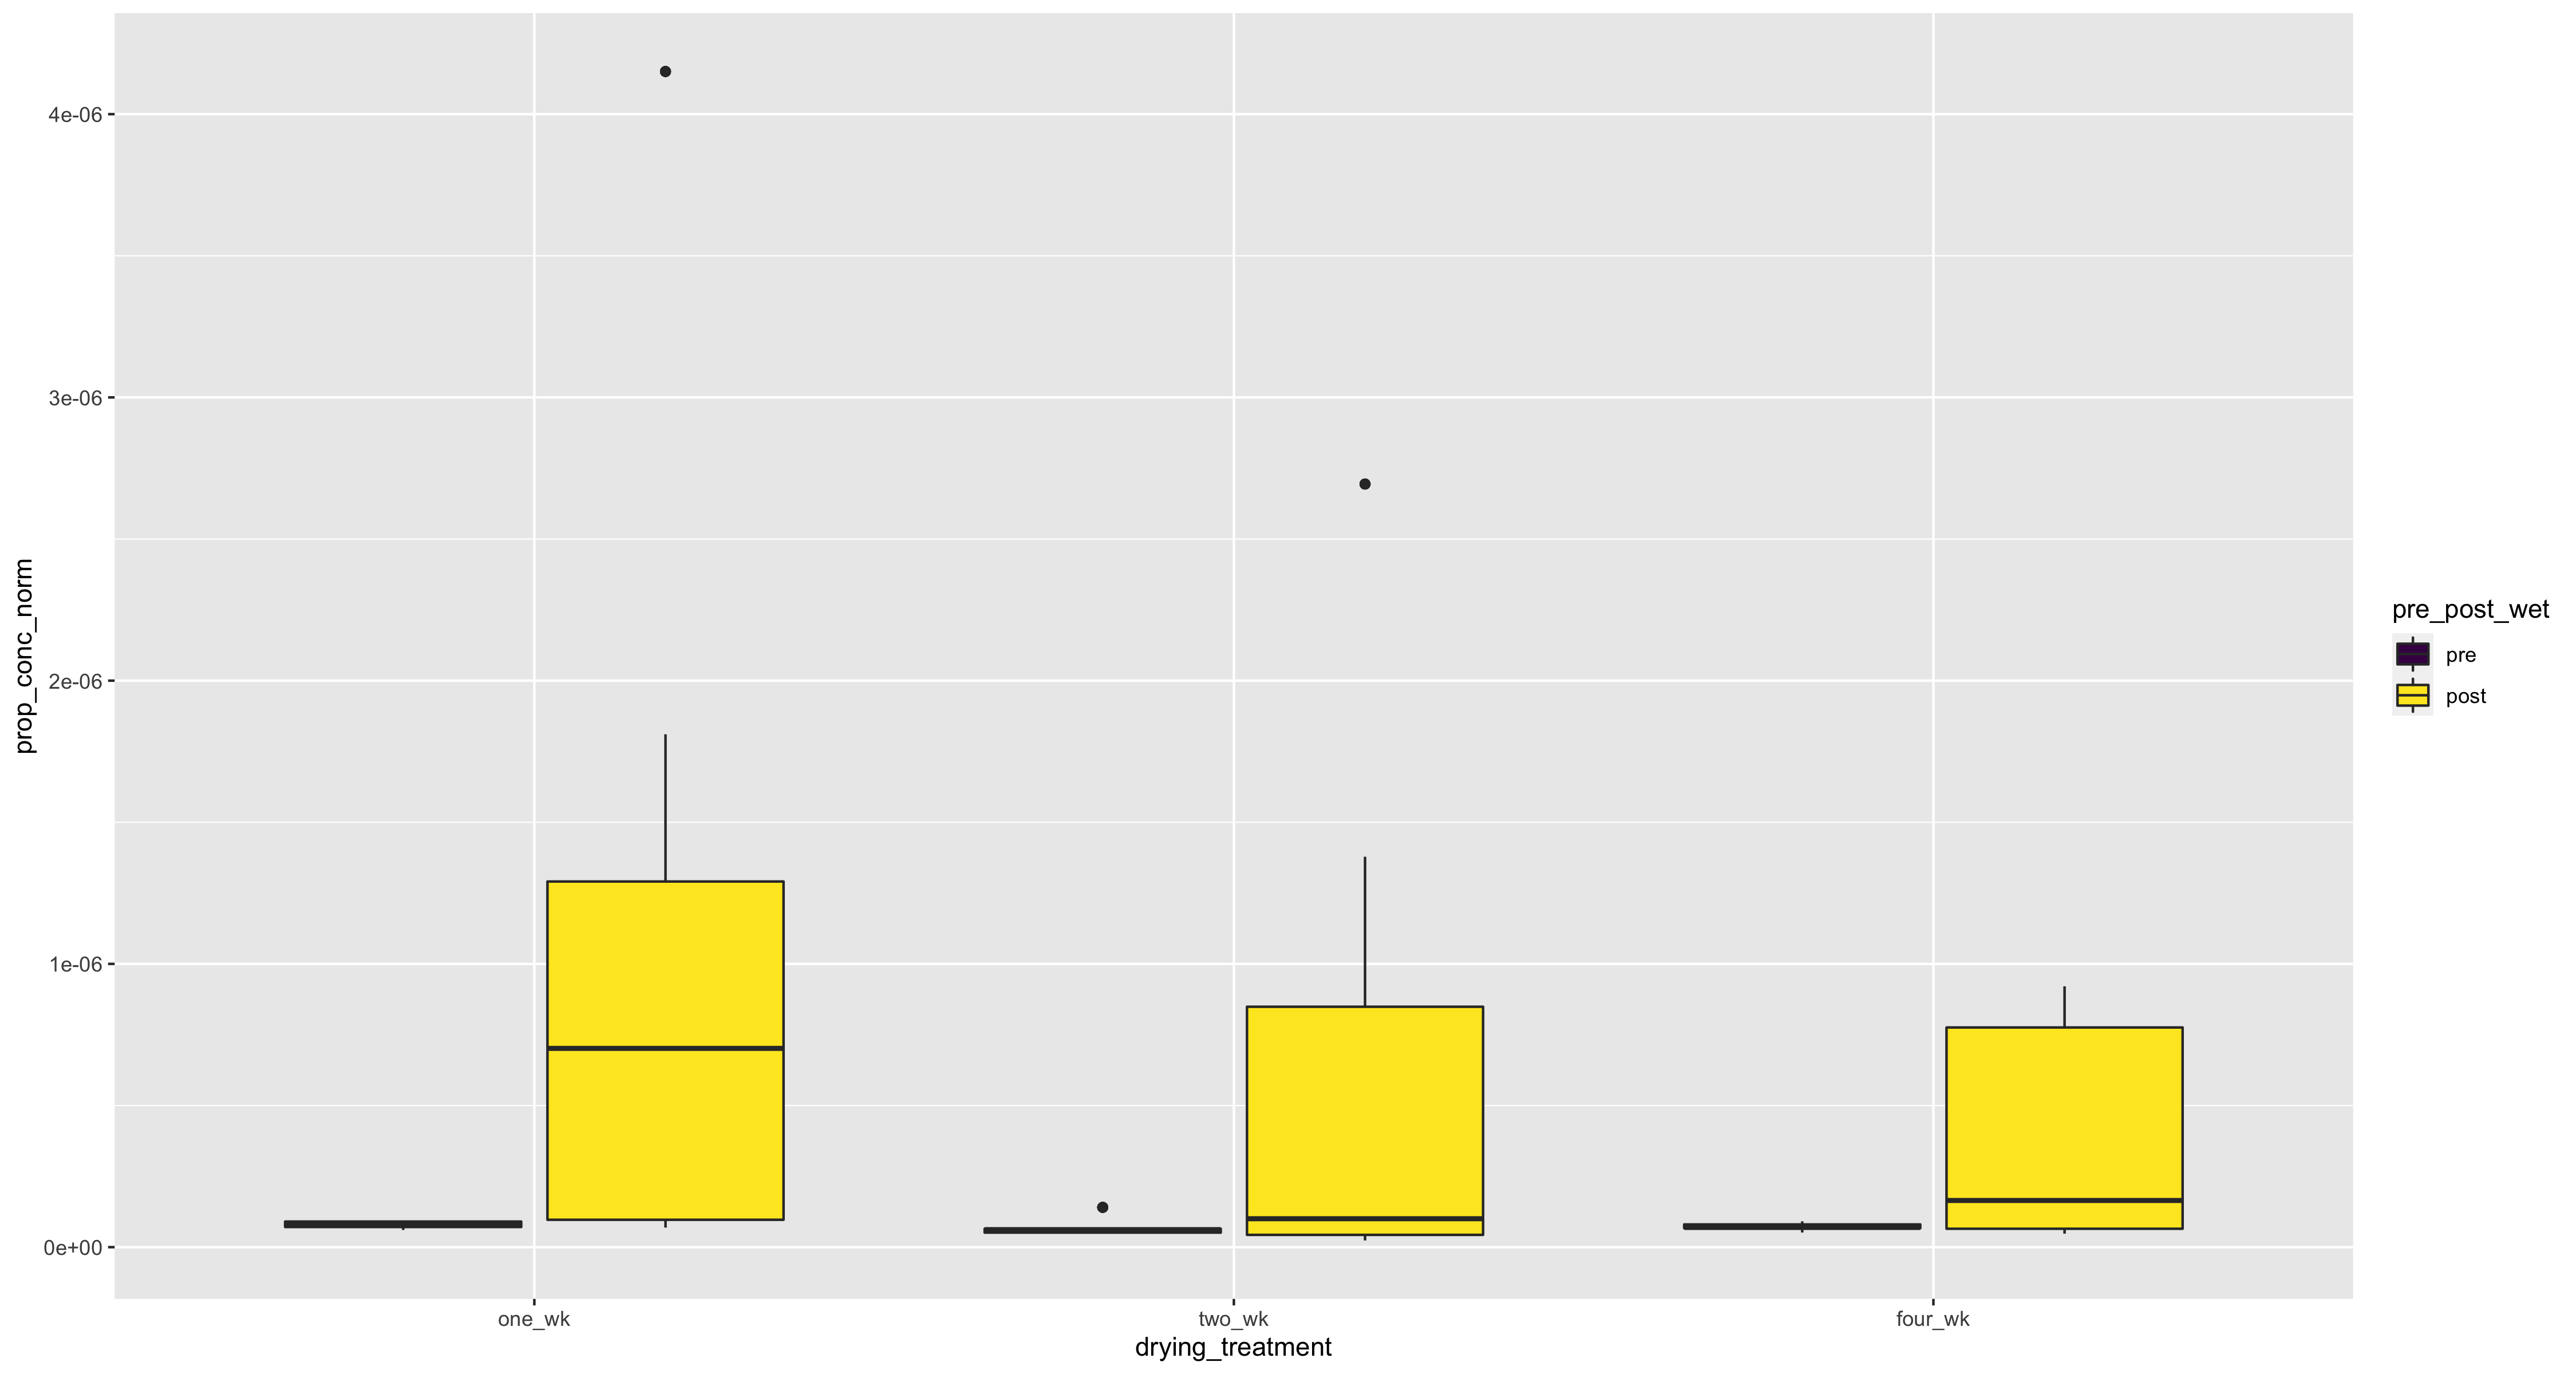 prop_conc_norm
4e-06
3e-06
2e-06
1e-06
0e+00
one_wk
two_wk
four_wk
drying_treatment
pre_post_wet
pre
post